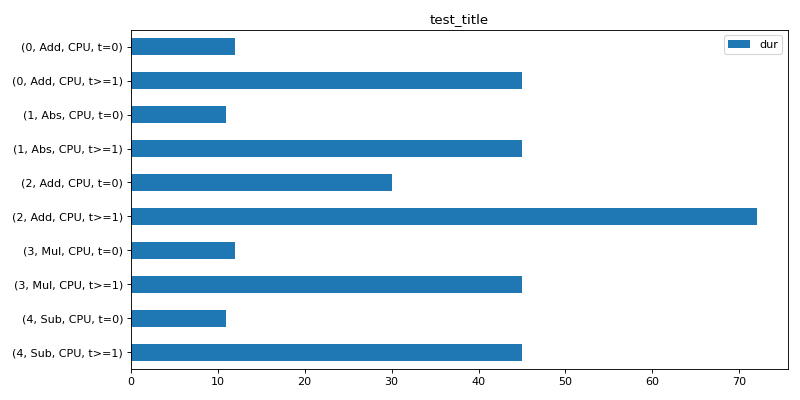 test_title
dur
(0, Add, CPU, t=0)
(0, Add, CPU, t>=1)
(1, Abs, CPU, t=0)
(1, Abs, CPU, t>=1)
(2, Add, CPU, t=0)
(2, Add, CPU, t>=1)
(3, Mul, CPU, t=0)
(3, Mul, CPU, t>=1)
(4, Sub, CPU, t=0)
(4, Sub, CPU, t>=1)
0 10 20 30 40 50 60 70